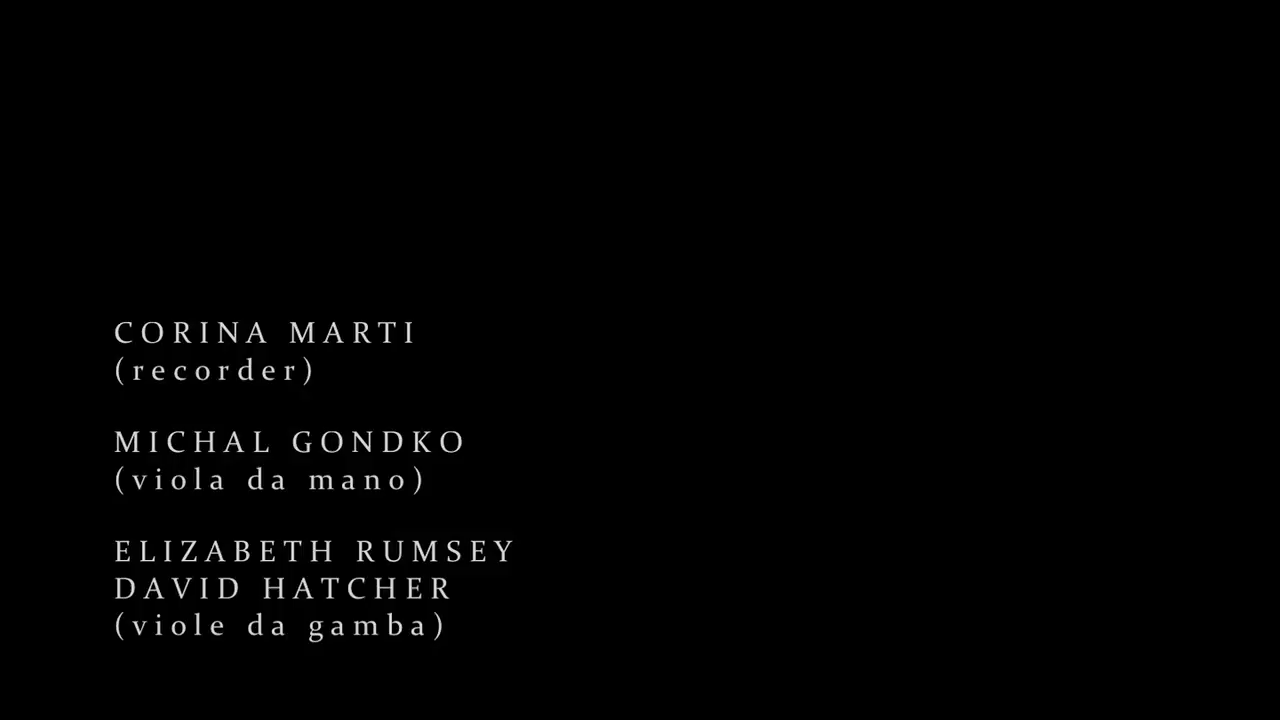 CORINA MARTI
(recorder)
MICHAL GONDKO
(viola da mano)
ELIZABETH RUMSEY
DAVID HATCHER
(viole da gamba)